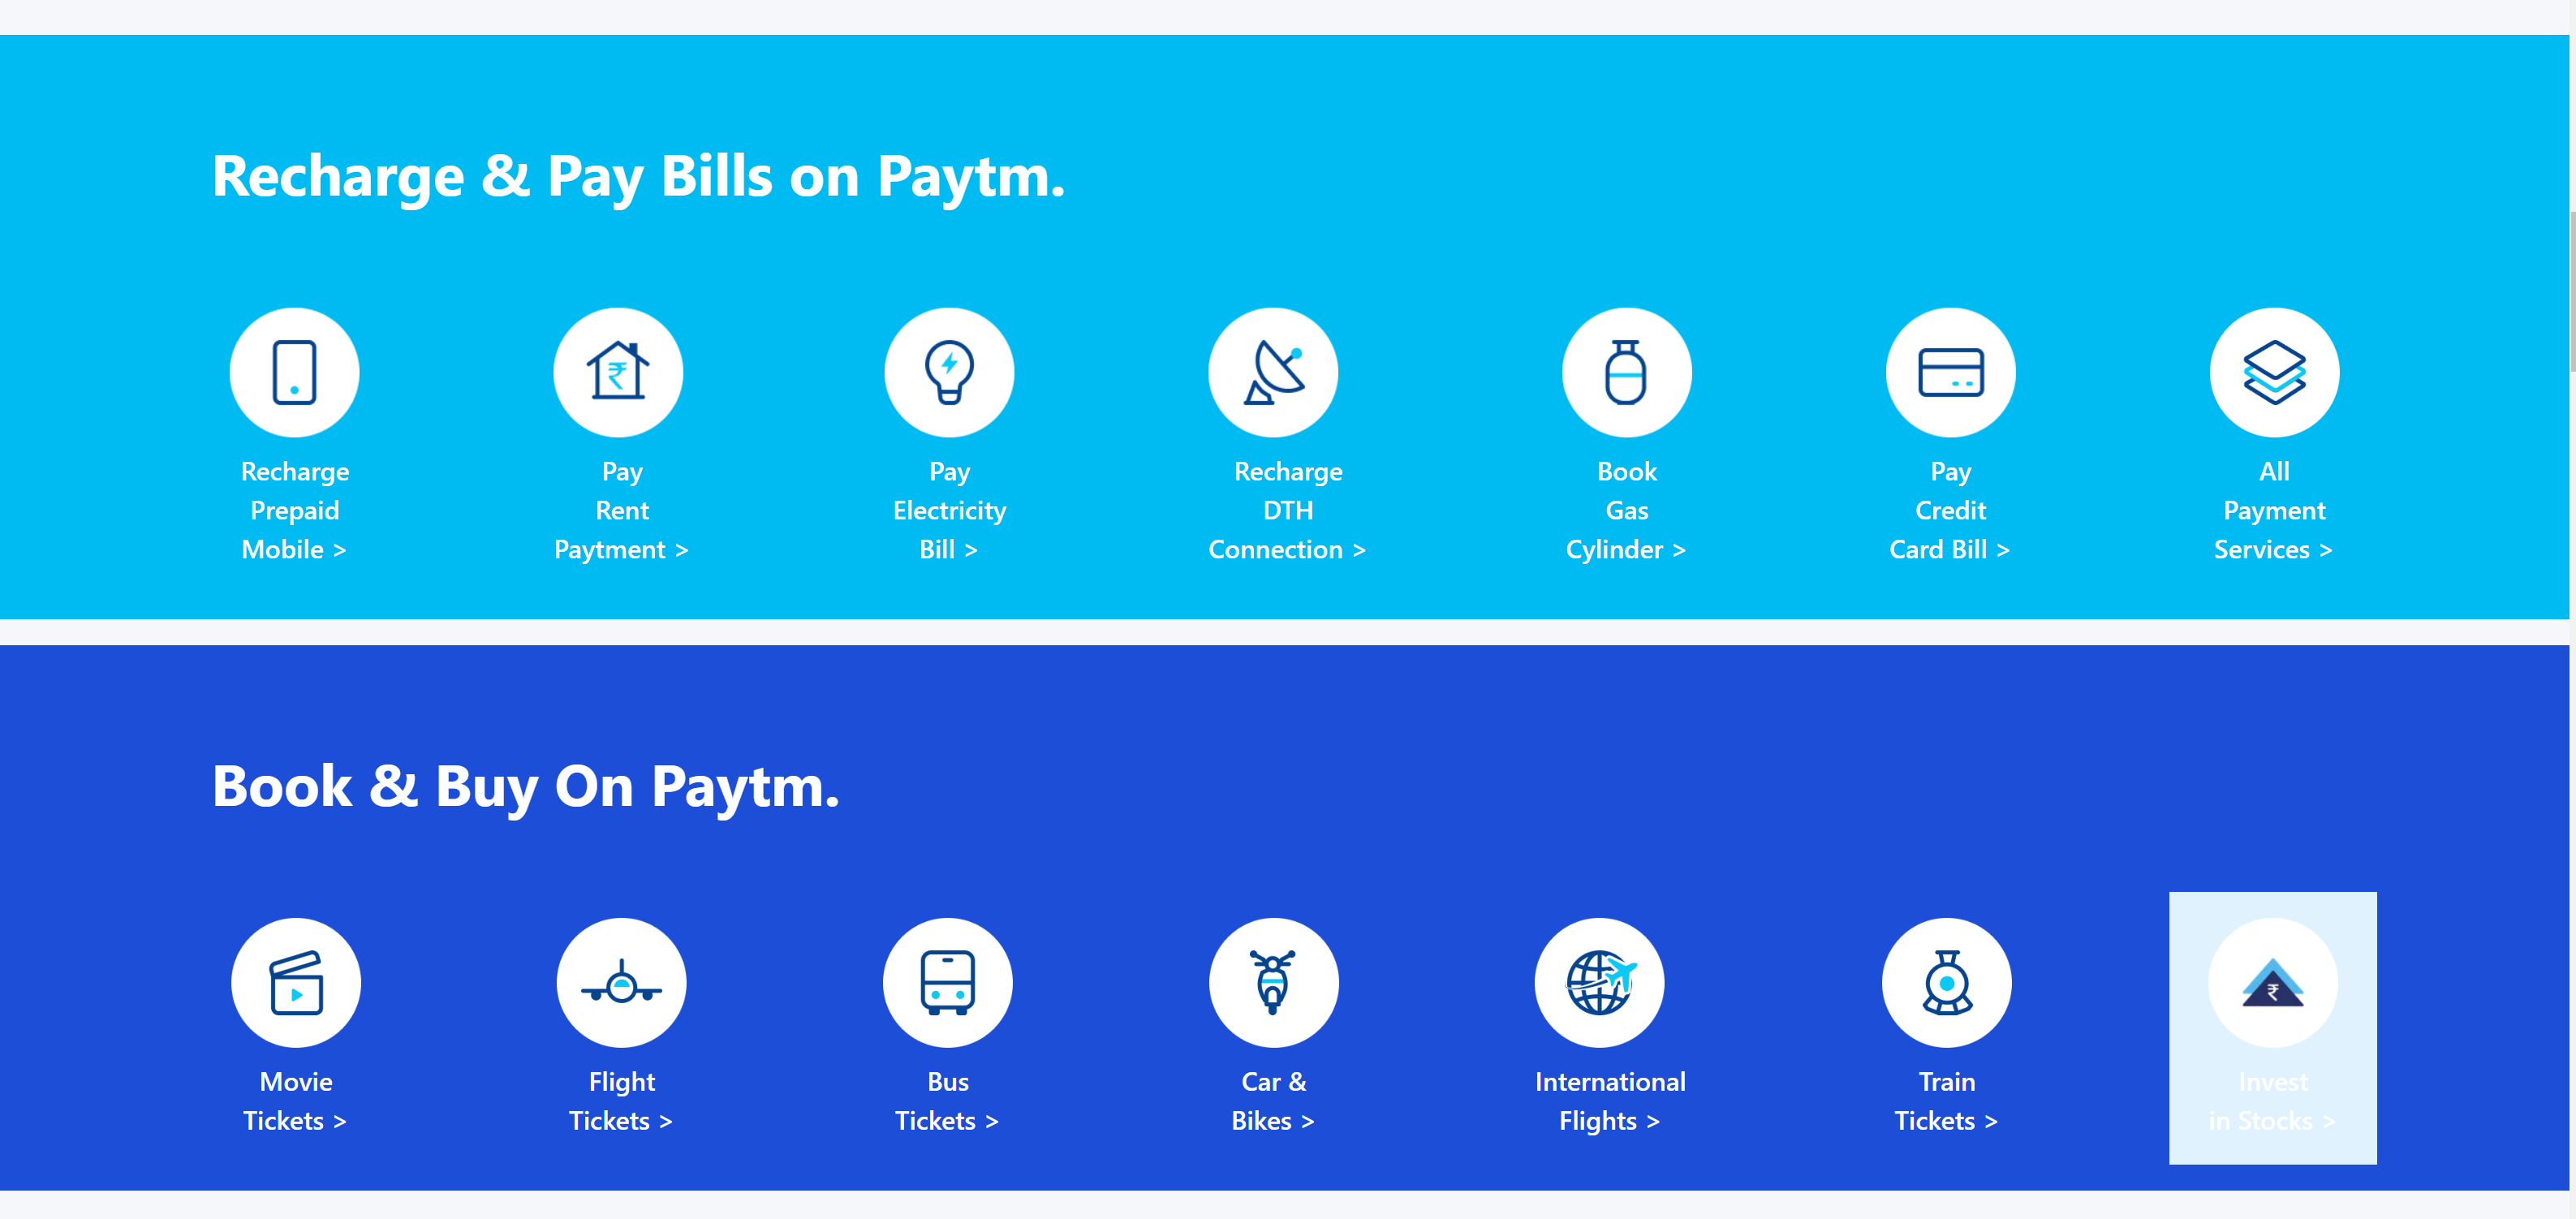 Recharge & Pay Bills on Paytm.
₹
Recharge
Prepaid
Mobile >
Pay
Rent
Paytment >
Pay
Electricity
Bill >
Recharge
DTH
Connection >
Book
Gas
Cylinder >
Pay
Credit
Card Bill >
All
Payment
Services >
Book & Buy On Paytm.
₹
Movie
Tickets >
Flight
Tickets >
Bus
Tickets >
Car &
Bikes >
International
Flights >
Train
Tickets >
Invest
in Stocks >